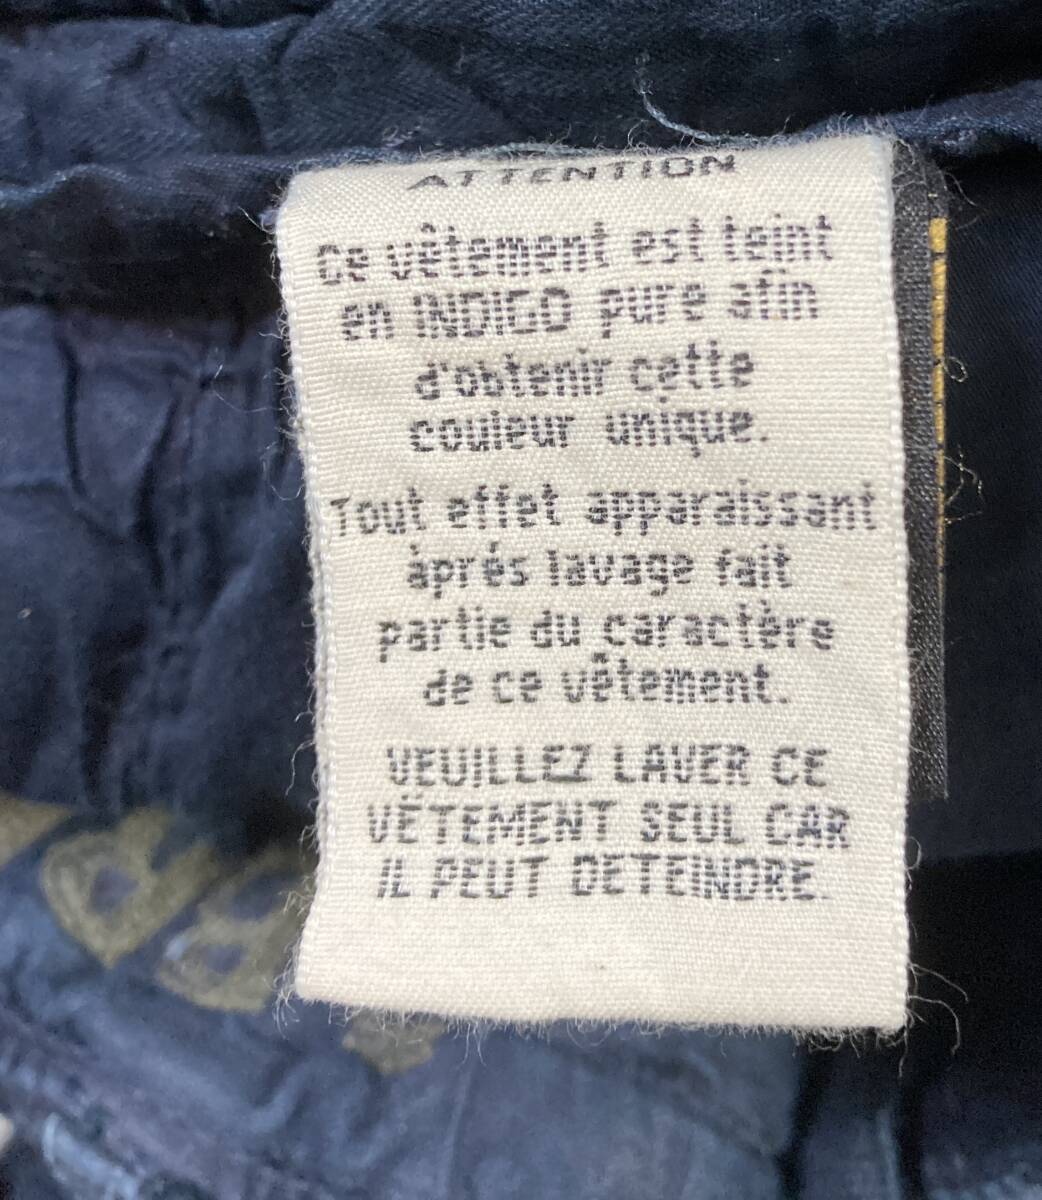 ATTENTION
Ce vêtement est teint
en INDIGO pure afin
d'obtenir cette
couleur unique.
Tout effet apparaissant
àprés lavage fait
partie du caractère
de ce vêtement.
VEUILLEZ LAVER CE
VÊTEMENT SEUL CAR
IL PEUT DETEINDRE.